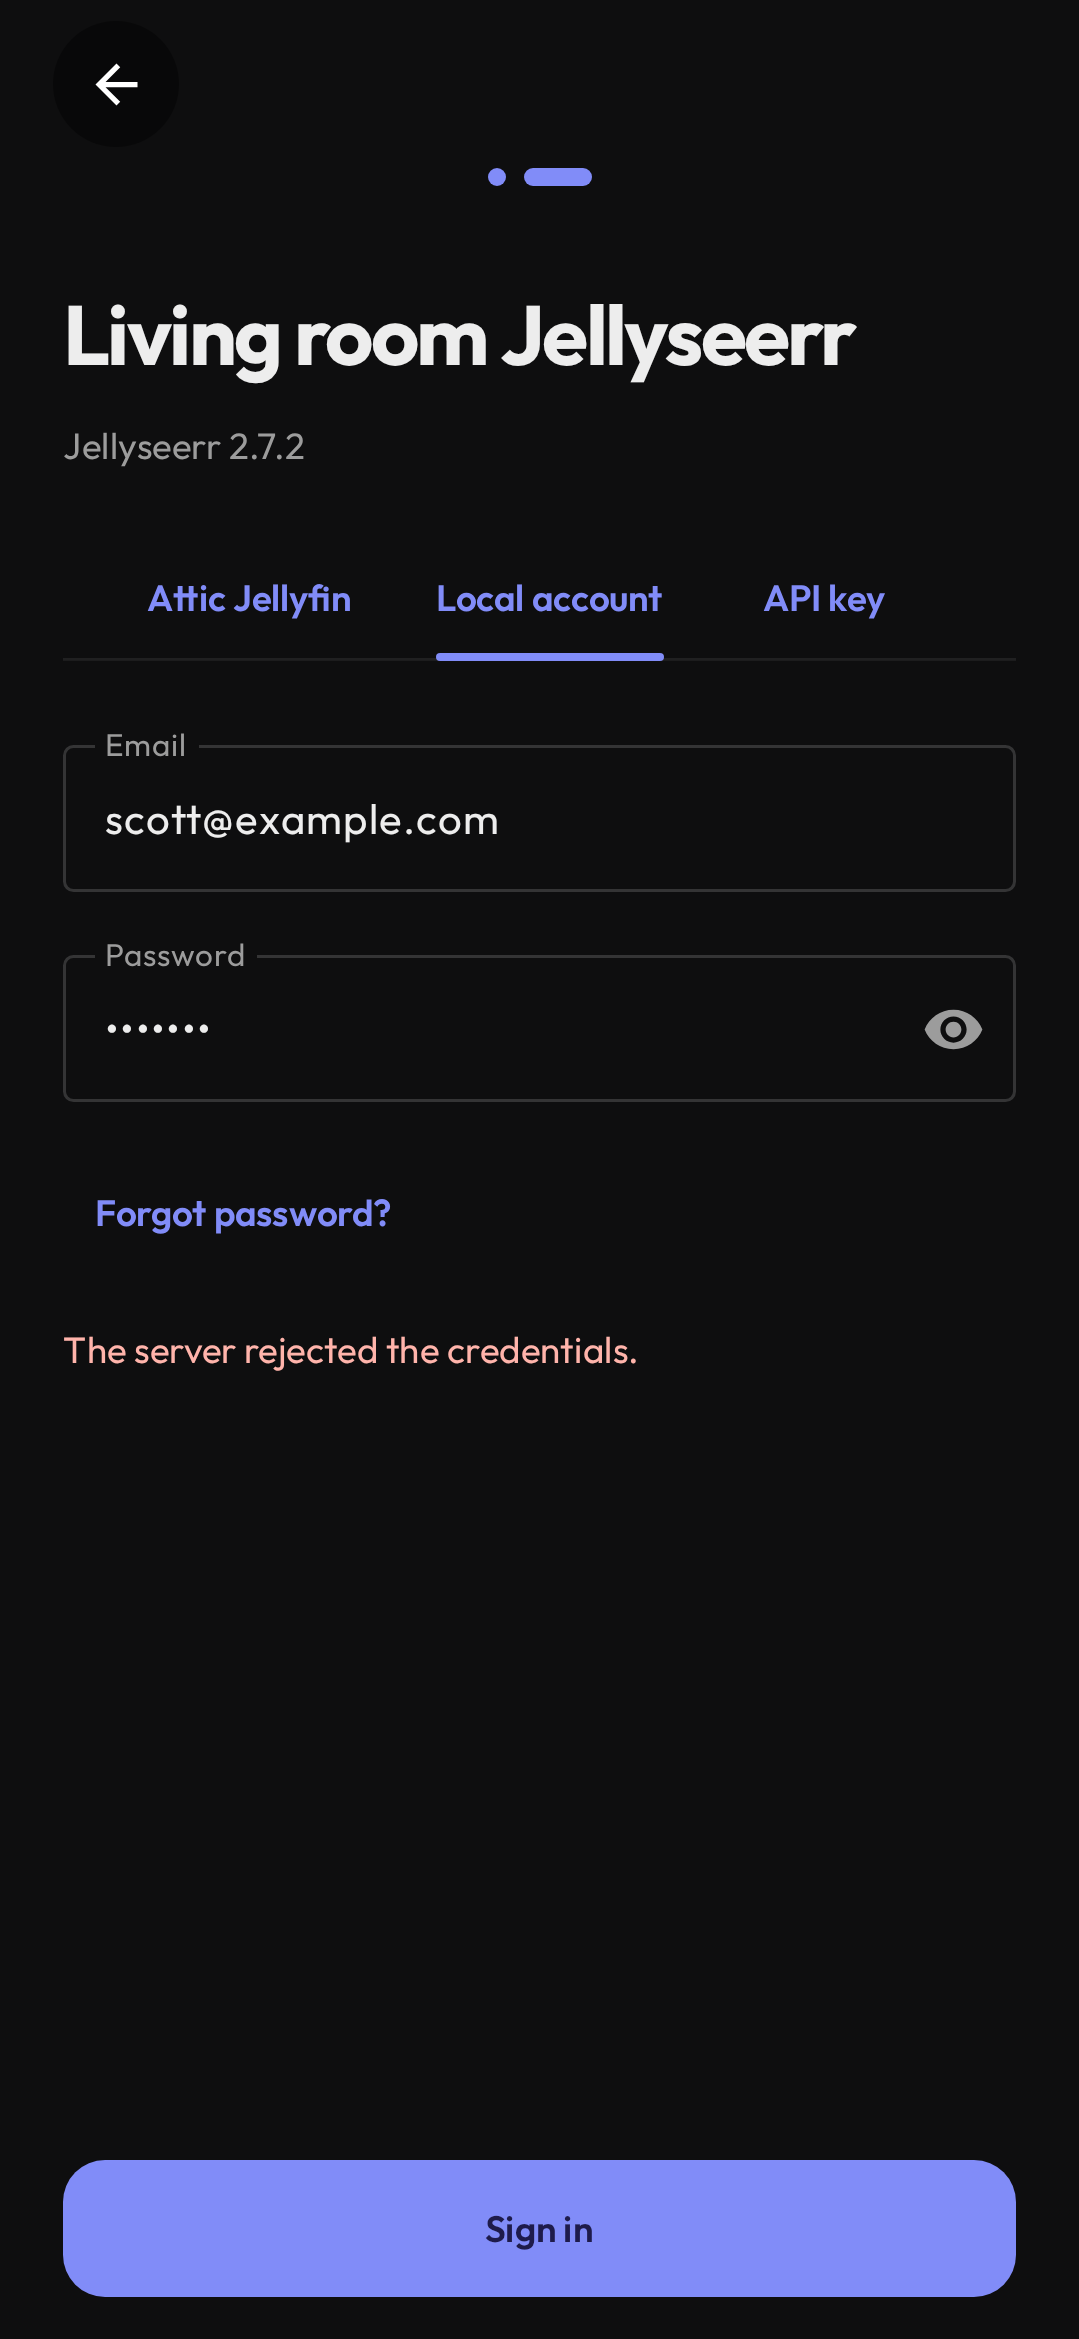 Living room Jellyseerr
Jellyseerr 2.7.2
Attic Jellyfin
Local account
API key
Email
scott@example.com
Password
•••••••
Forgot password?
The server rejected the credentials.
Sign in